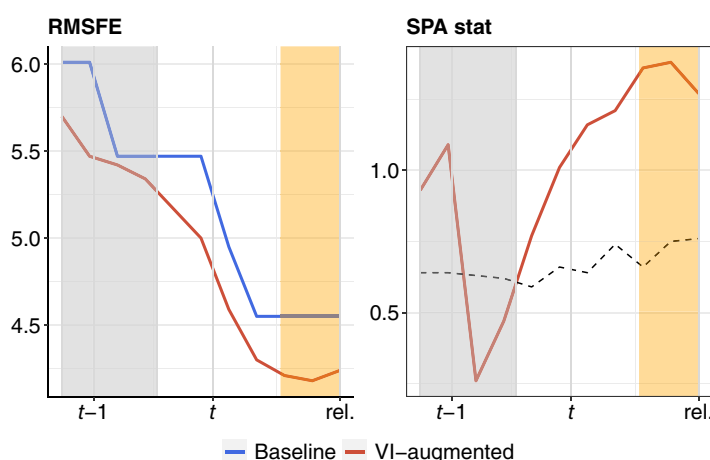 RMSFE
6.0
5.5
5.0
4.5
t−1
t
rel.
SPA stat
1.0
0.5
t−1
t
rel.
Baseline VI−augmented